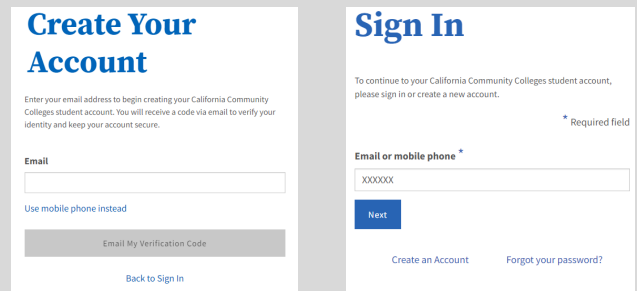 Create Your
Account
Enter your email address to begin creating your California Community
Colleges student account. You will receive a code via email to verify your
identity and keep your account secure.
Email
Use mobile phone instead
Email My Verification Code
Back to Sign In
Sign In
To continue to your California Community Colleges student account,
please sign in or create a new account.
* Required field
Email or mobile phone *
XXXXXX
Next
Create an Account Forgot your password?